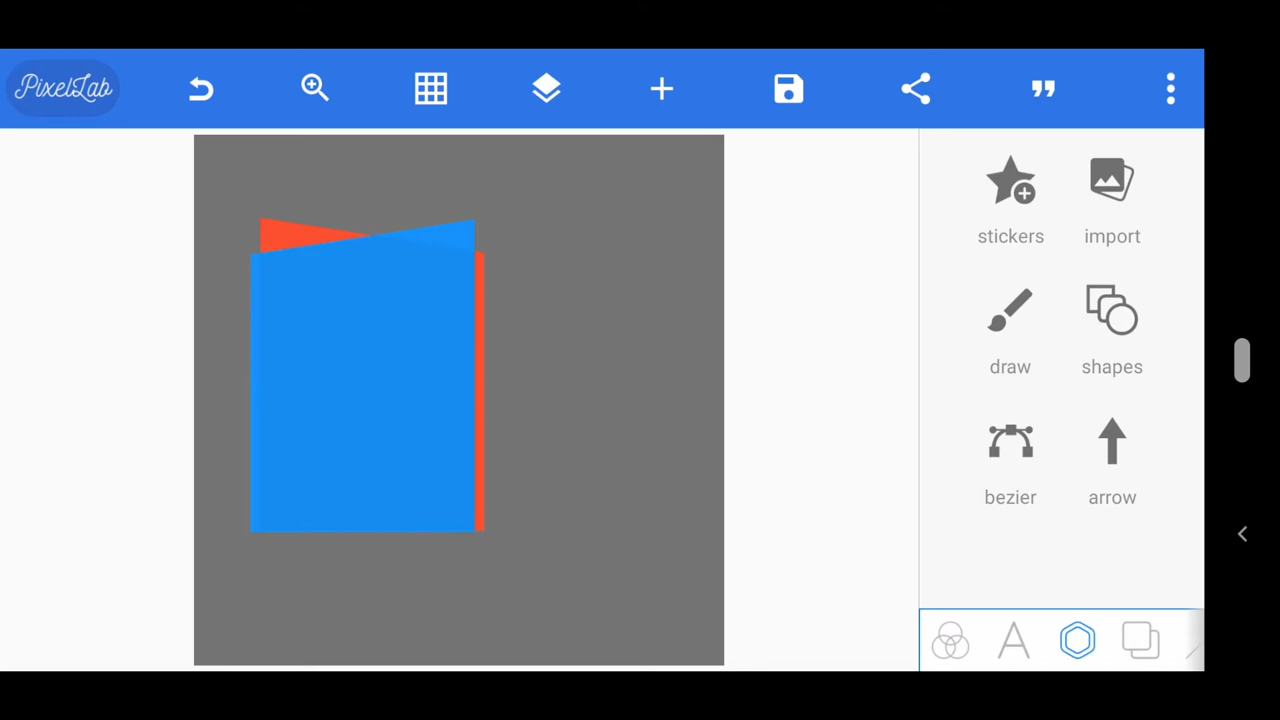 PixelLab
stickers
import
draw
shapes
bezier
arrow